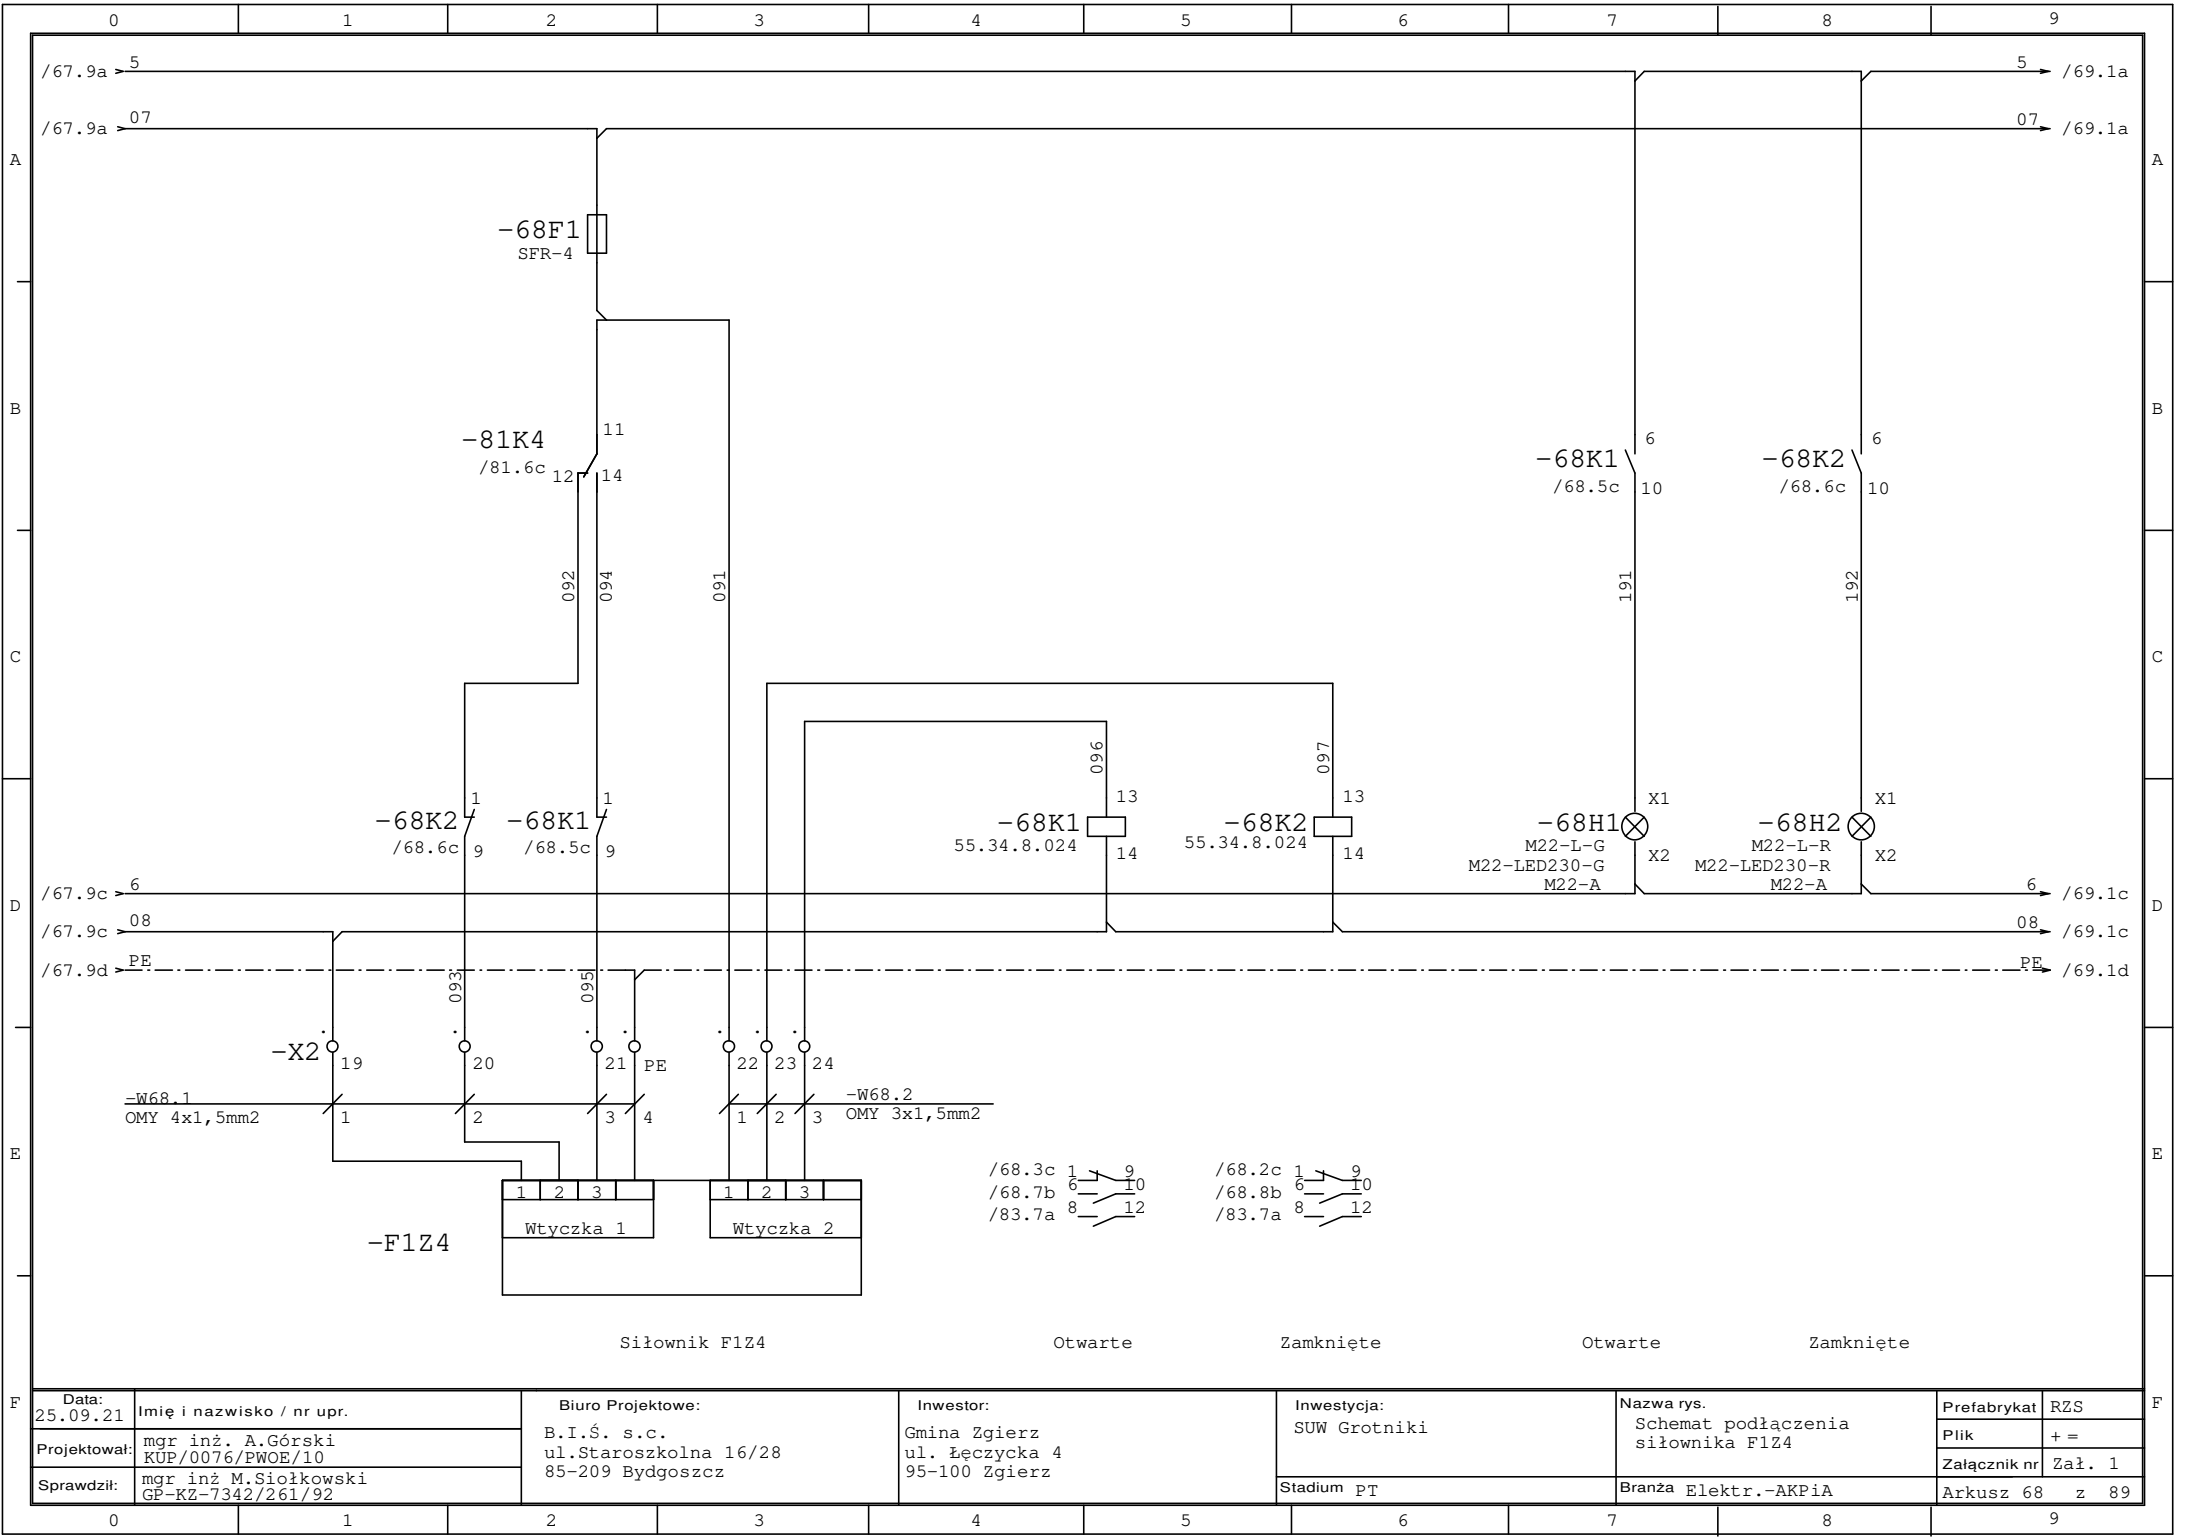 0 1 2 3 4 5 6 7 8 9
/67.9a 5 5 /69.1a
/67.9a 07 07 /69.1a
A A
-68F1
SFR-4
B B
-81K4 11
/81.6c 12 14
-68K1 6
/68.5c 10
-68K2 6
/68.6c 10
C C
092 094 091 191 192
096 097
-68K2 1
/68.6c 9
-68K1 1
/68.5c 9
-68K1 13
55.34.8.024 14
-68K2 13
55.34.8.024 14
-68H1 X1
M22-L-G X2
M22-LED230-G
M22-A
-68H2 X1
M22-L-R X2
M22-LED230-R
M22-A
D D
/67.9c 6 6 /69.1c
/67.9c 08 08 /69.1c
/67.9d PE PE /69.1d
093 095
-X2 19 20 21 PE 22 23 24
-W68.1
OMY 4x1,5mm2 1 2 3 4
-W68.2
1 2 3 OMY 3x1,5mm2
E E
/68.3c 1 9
/68.7b 6 10
/83.7a 8 12
/68.2c 1 9
/68.8b 6 10
/83.7a 8 12
1 2 3 1 2 3
Wtyczka 1 Wtyczka 2
-F1Z4
Siłownik F1Z4 Otwarte Zamknięte Otwarte Zamknięte
F F
Data:
25.09.21
Imię i nazwisko / nr upr.
Projektował:
mgr inż. A.Górski
KUP/0076/PWOE/10
Sprawdził:
mgr inż M.Siołkowski
GP-KZ-7342/261/92
Biuro Projektowe:
B.I.Ś. s.c.
ul.Staroszkolna 16/28
85-209 Bydgoszcz
Inwestor:
Gmina Zgierz
ul. Łęczycka 4
95-100 Zgierz
Inwestycja:
SUW Grotniki
Stadium PT
Nazwa rys.
Schemat podłączenia
siłownika F1Z4
Branża Elektr.-AKPiA
Prefabrykat RZS
Plik + =
Załącznik nr Zał. 1
Arkusz 68 z 89
0 1 2 3 4 5 6 7 8 9